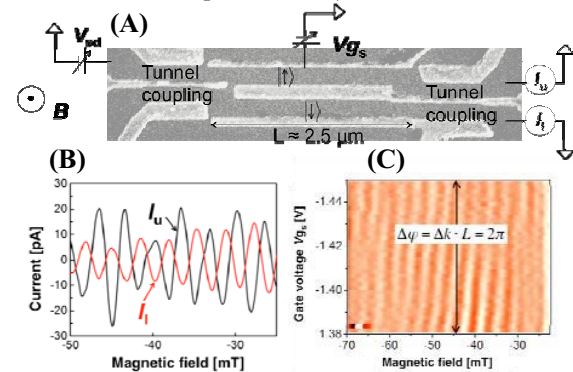 (A)
V_sd
Vg_s
Tunnel coupling
|↑⟩
Tunnel coupling
I_u
B
|↓⟩
I_l
L ≈ 2.5 µm
(B)
(C)
30
20
10
0
-10
-20
-30
-50
-40
-30
Current [pA]
I_u
I_l
Magnetic field [mT]
-1.44
-1.42
-1.40
1.38
Gate voltage Vg_s [V]
Δφ = Δk · L = 2π
-70
-60
-50
-40
-30
Magnetic field [mT]